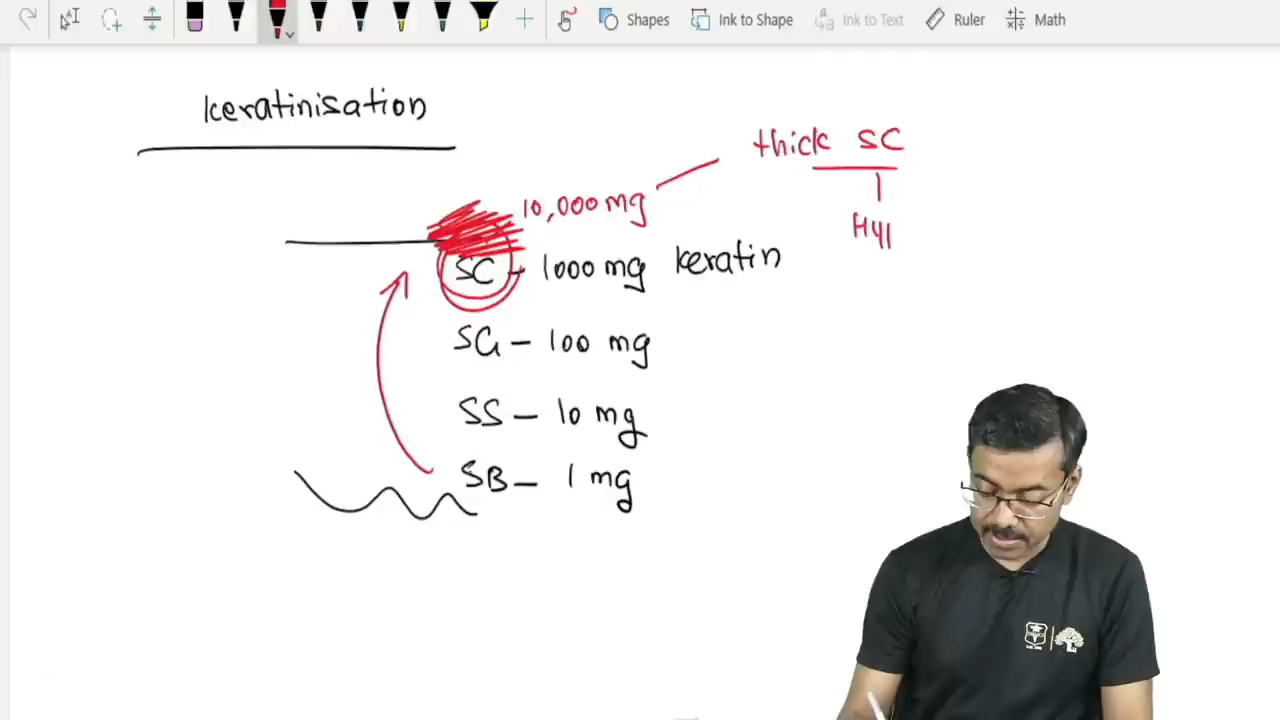 Shapes
Ink to Shape
Ink to Text
Ruler
Math
keratinisation
thick SC
Hyp
10,000 mg
SC - 1000 mg keratin
SG - 100 mg
SS - 10 mg
SB - 1 mg